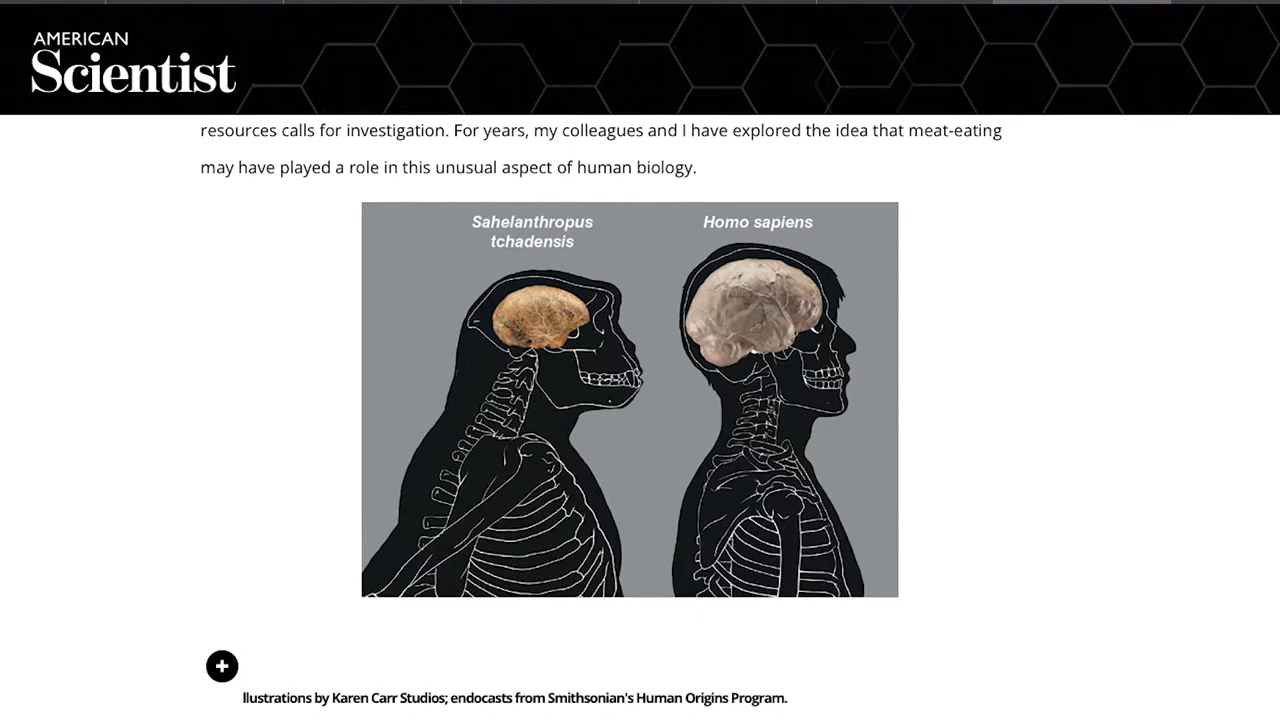 AMERICAN
Scientist
resources calls for investigation. For years, my colleagues and I have explored the idea that meat-eating
may have played a role in this unusual aspect of human biology.
Sahelanthropus
tchadensis
Homo sapiens
llustrations by Karen Carr Studios; endocasts from Smithsonian's Human Origins Program.